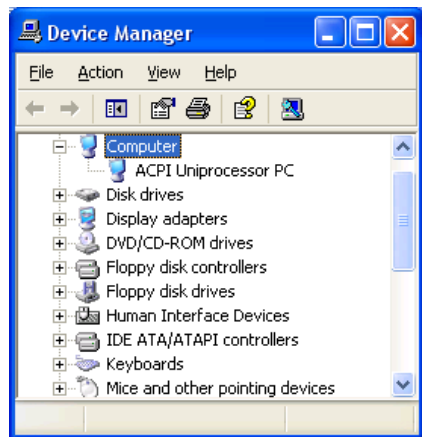 Device Manager
File Action View Help
Computer
ACPI Uniprocessor PC
Disk drives
Display adapters
DVD/CD-ROM drives
Floppy disk controllers
Floppy disk drives
Human Interface Devices
IDE ATA/ATAPI controllers
Keyboards
Mice and other pointing devices